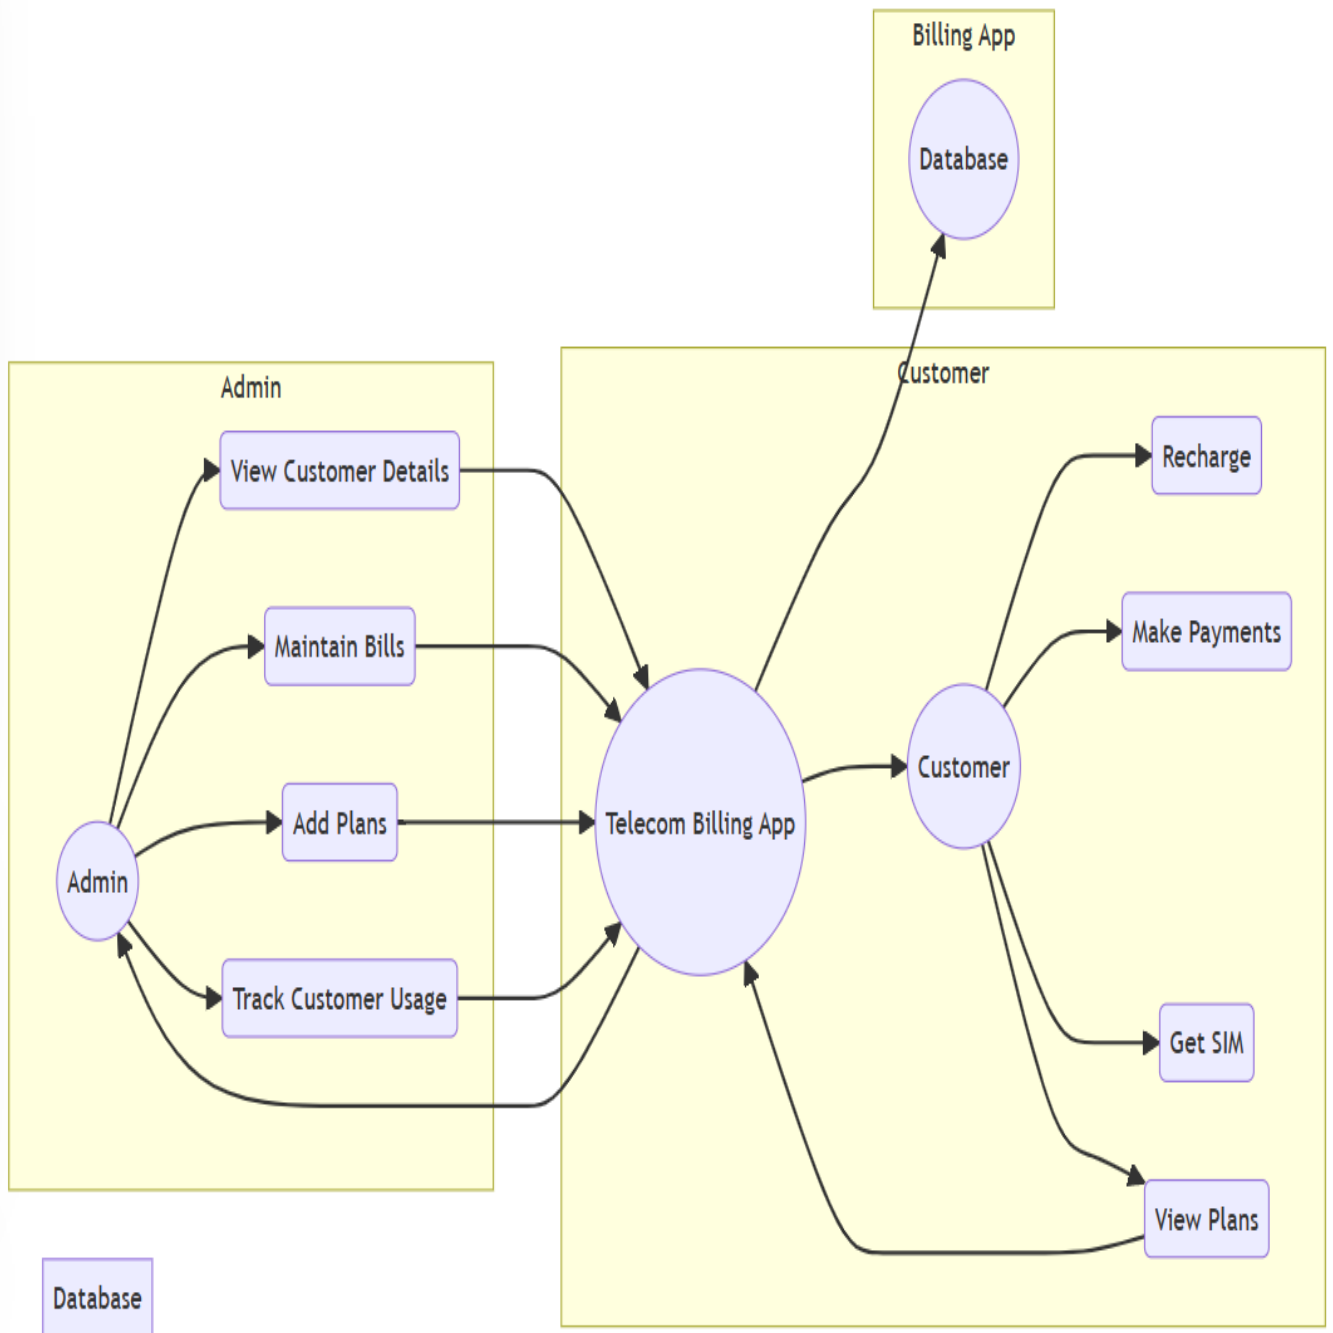 Billing App
Database
Admin
Customer
View Customer Details
Recharge
Maintain Bills
Make Payments
Add Plans
Telecom Billing App
Customer
Admin
Track Customer Usage
Get SIM
View Plans
Database